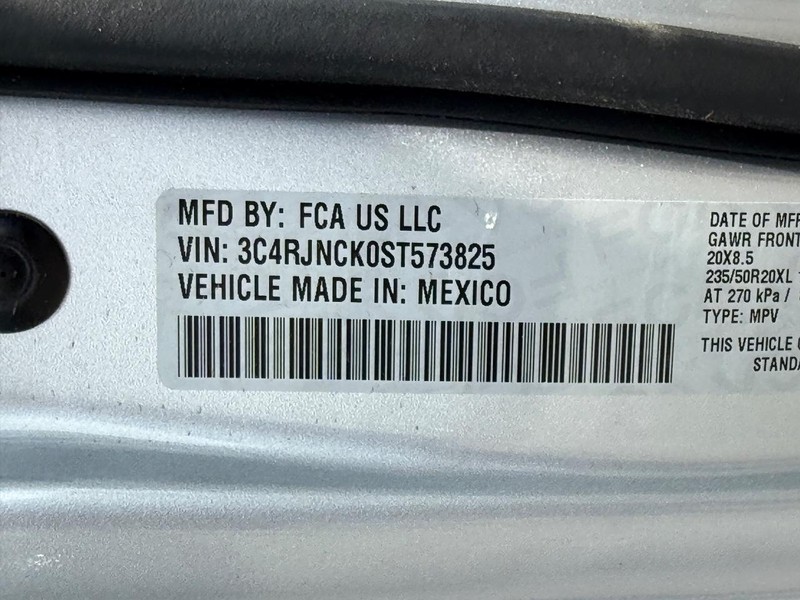 MFD BY: FCA US LLC
VIN: 3C4RJNCK0ST573825
VEHICLE MADE IN: MEXICO
DATE OF MFR
GAWR FRONT
20X8.5
235/50R20XL
AT 270 kPa /
TYPE: MPV
THIS VEHICLE
STANDA